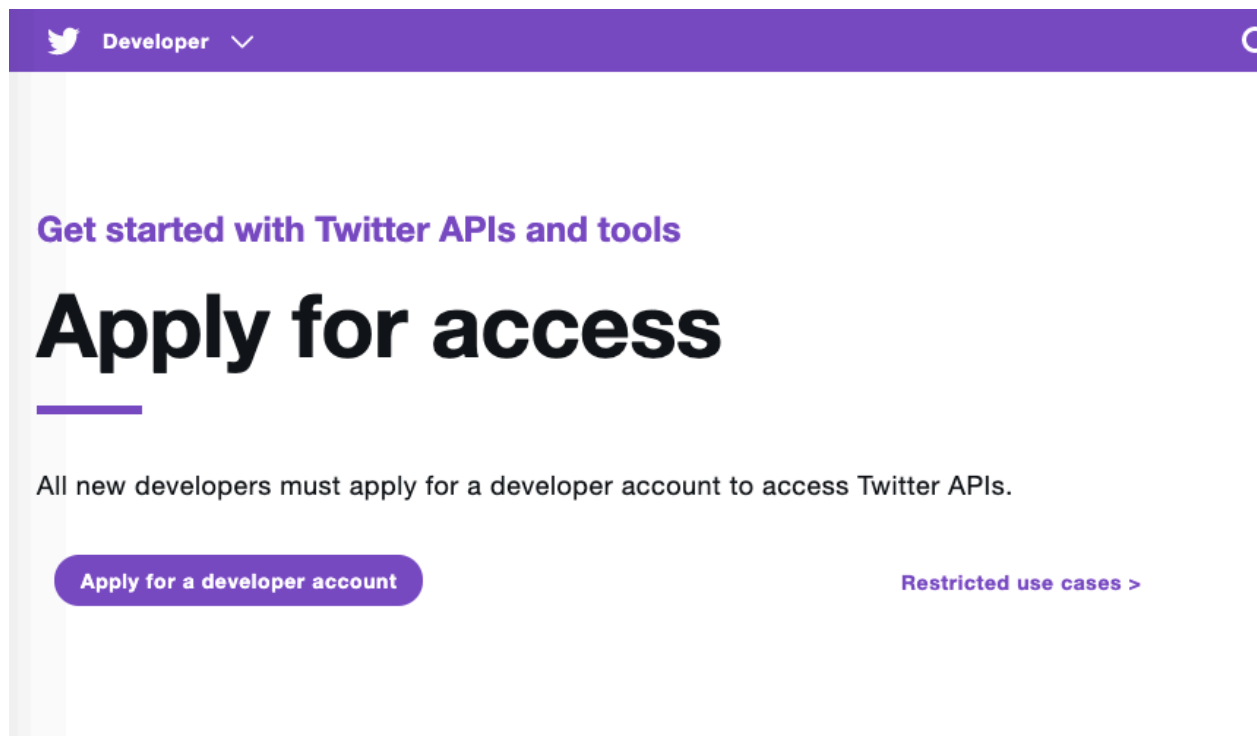 Developer
Get started with Twitter APIs and tools
Apply for access
All new developers must apply for a developer account to access Twitter APIs.
Apply for a developer account
Restricted use cases >